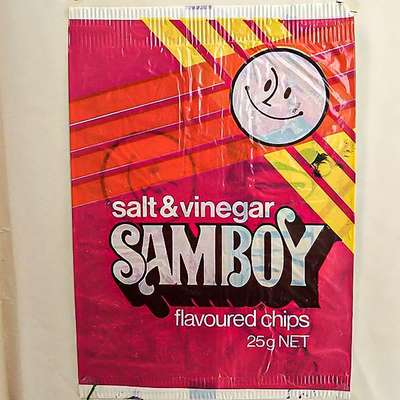 salt & vinegar
SAMBOY
flavoured chips
25g NET